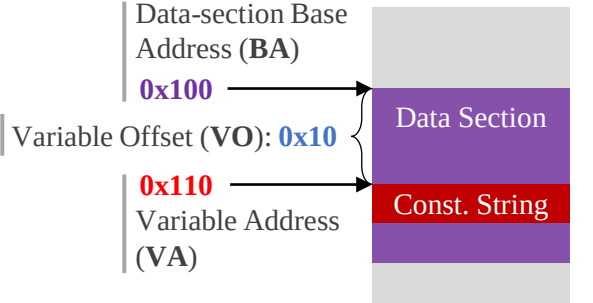 Data-section Base
Address (BA)
0x100
Data Section
Variable Offset (VO): 0x10
0x110
Const. String
Variable Address
(VA)